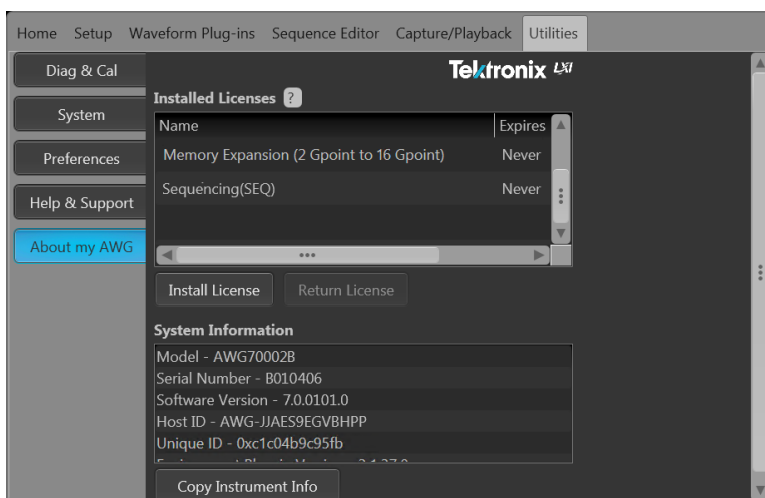 Home Setup Waveform Plug-ins Sequence Editor Capture/Playback Utilities
Diag & Cal
System
Preferences
Help & Support
About my AWG
Tektronix LXI
Installed Licenses ?
Name Expires
Memory Expansion (2 Gpoint to 16 Gpoint) Never
Sequencing(SEQ) Never
Install License Return License
System Information
Model - AWG70002B
Serial Number - B010406
Software Version - 7.0.0101.0
Host ID - AWG-JJAES9EGVBHPP
Unique ID - 0xc1c04b9c95fb
Copy Instrument Info